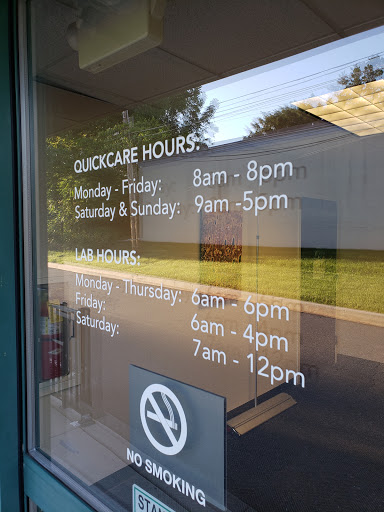 QUICKCARE HOURS:
Monday - Friday: 8am - 8pm
Saturday & Sunday: 9am -5pm
LAB HOURS:
Monday - Thursday: 6am - 6pm
Friday: 6am - 4pm
Saturday: 7am - 12pm
NO SMOKING